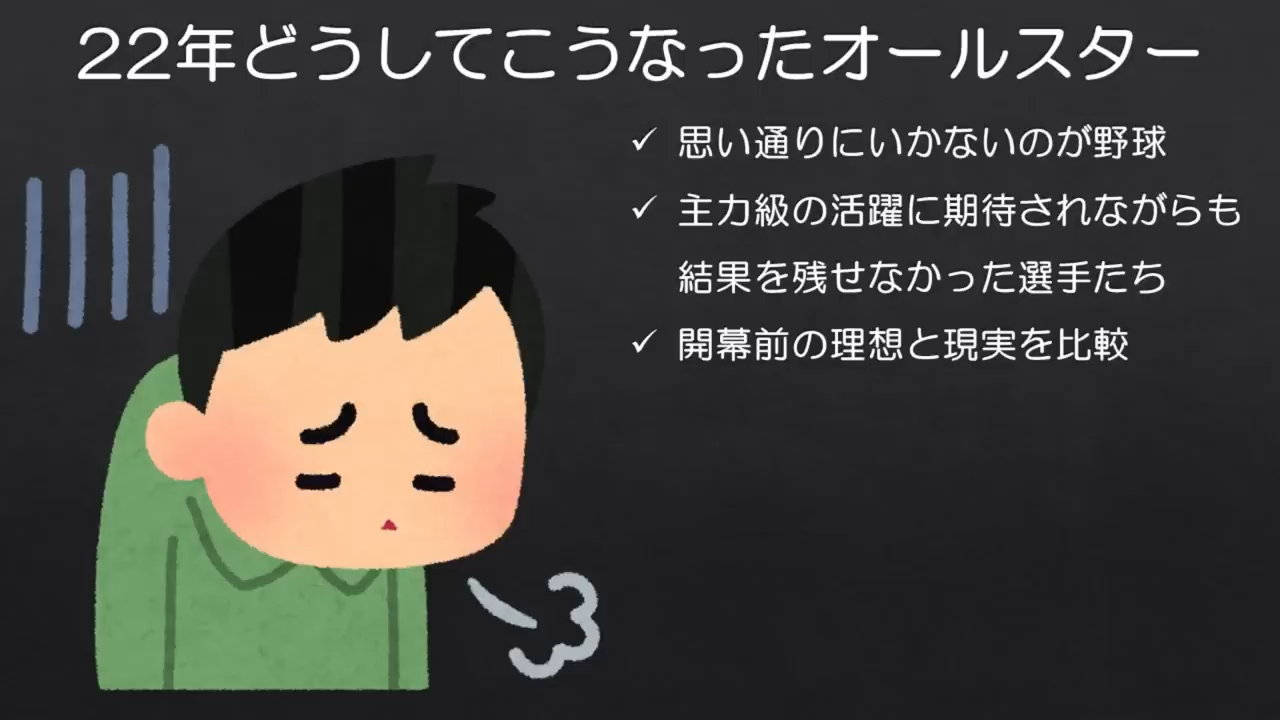 22年どうしてこうなったオールスター
✓ 思い通りにいかないのが野球
✓ 主力級の活躍に期待されながらも
結果を残せなかった選手たち
✓ 開幕前の理想と現実を比較